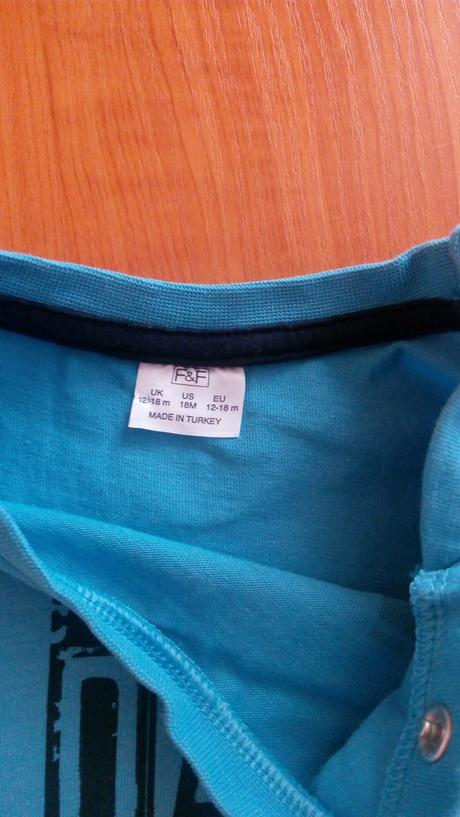 F&F
UK US EU
12-18 m 18M 12-18 m
MADE IN TURKEY